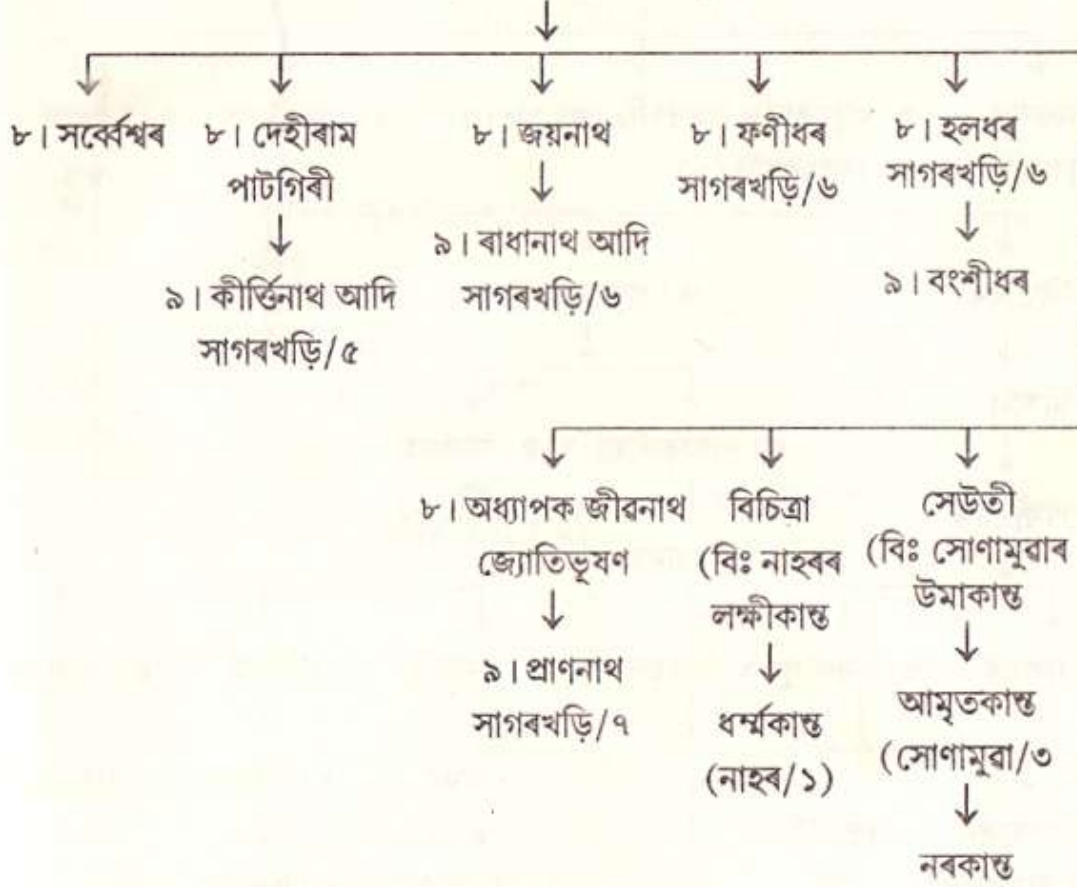 ৮। সৰ্ব্বেশ্বৰ ৮। দেহীৰাম ৮। জয়নাথ ৮। ফণীধৰ ৮। হলধৰ
পাটগিৰী সাগৰখড়ি/৬ সাগৰখড়ি/৬
৯। ৰাধানাথ আদি
৯। কীৰ্ত্তিনাথ আদি সাগৰখড়ি/৬ ৯। বংশীধৰ
সাগৰখড়ি/৫
৮। অধ্যাপক জীৱনাথ বিচিত্ৰা সেউতী
জ্যোতিভূষণ (বিঃ নাহৰৰ (বিঃ সোণামুৱাৰ
লক্ষীকান্ত উমাকান্ত
৯। প্ৰাণনাথ
সাগৰখড়ি/৭ ধৰ্ম্মকান্ত আমৃতকান্ত
(নাহৰ/১) (সোণামুৱা/৩
নৰকান্ত